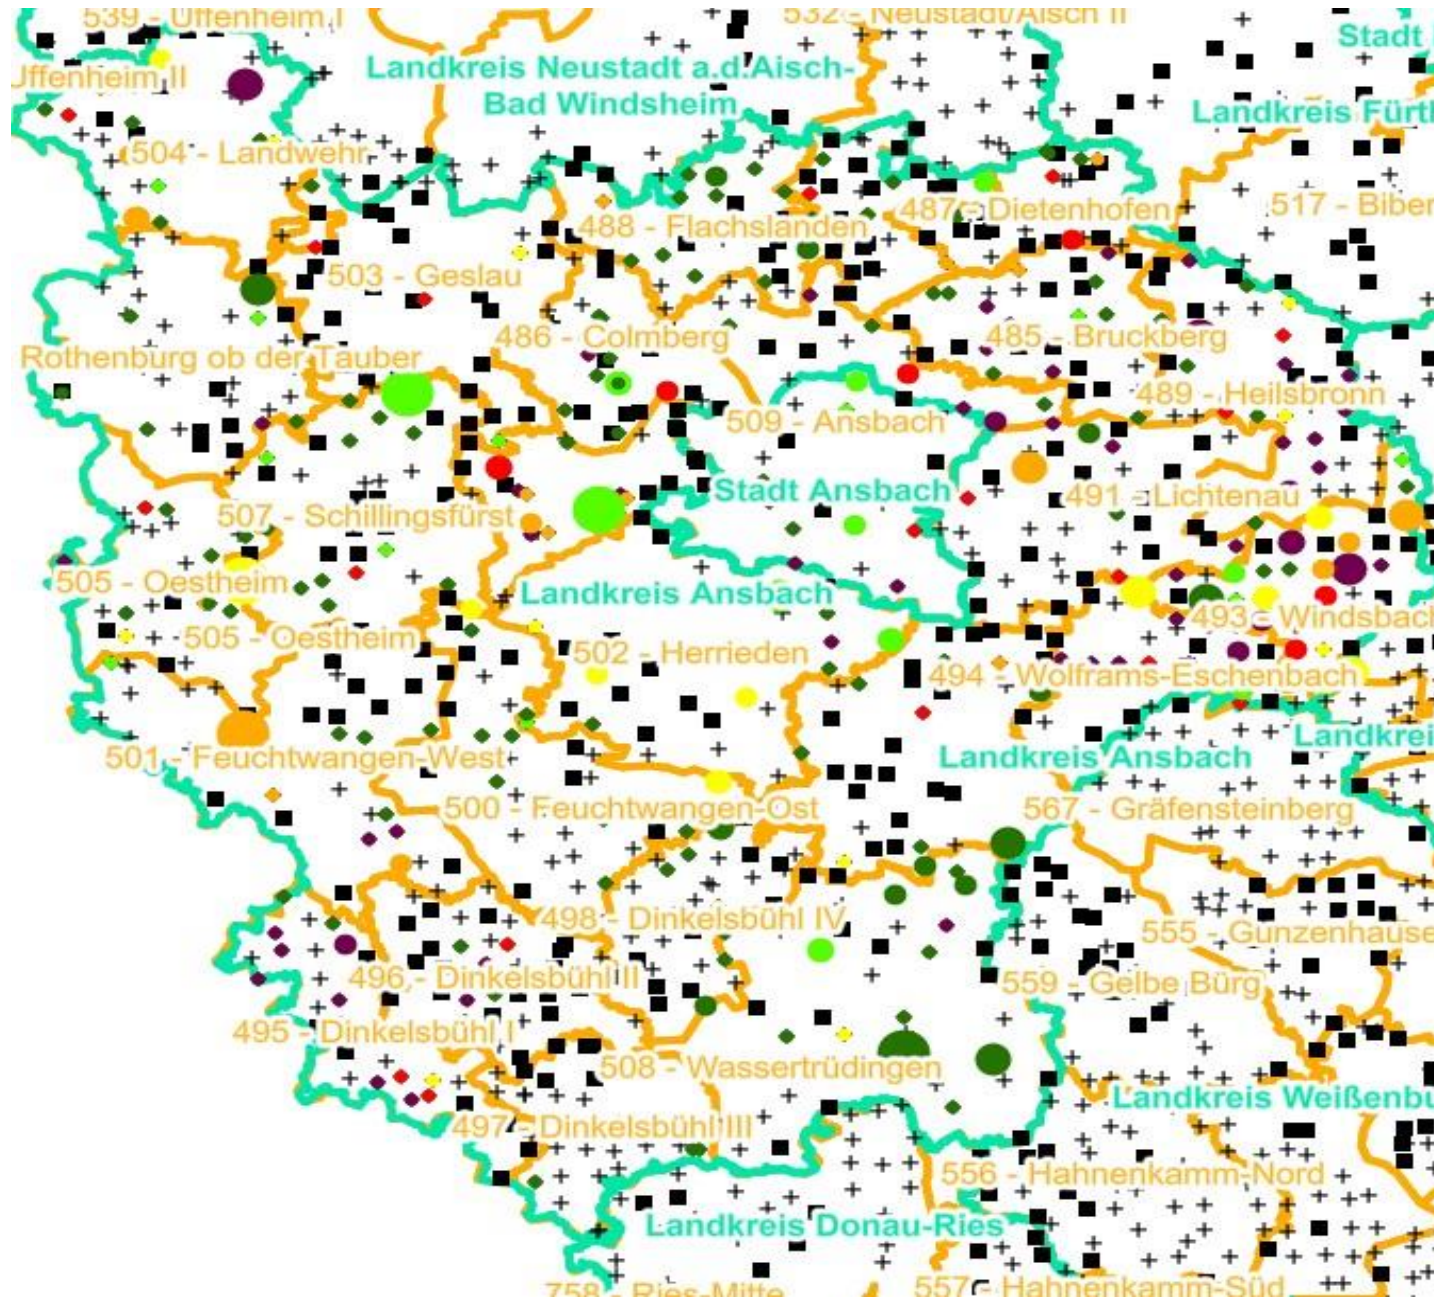 539 - Uffenheim I
532 - Neustadt/Aisch II
Stadt
Uffenheim II
Landkreis Neustadt a.d.Aisch-
Bad Windsheim
Landkreis Fürth
504 - Landwehr
487 - Dietenhofen
517 - Biber
488 - Flachslanden
503 - Geslau
486 - Colmberg
485 - Bruckberg
Rothenburg ob der Tauber
489 - Heilsbronn
509 - Ansbach
Stadt Ansbach
491 - Lichtenau
507 - Schillingsfürst
505 - Oestheim
Landkreis Ansbach
493 - Windsbach
505 - Oestheim
502 - Herrieden
494 - Wolframs-Eschenbach
Landkrei
501 - Feuchtwangen-West
Landkreis Ansbach
500 - Feuchtwangen-Ost
567 - Gräfensteinberg
498 - Dinkelsbühl IV
555 - Gunzenhause
496 - Dinkelsbühl II
559 - Gelbe Bürg
495 - Dinkelsbühl I
508 - Wassertrüdingen
Landkreis Weißenbu
497 - Dinkelsbühl III
556 - Hahnenkamm-Nord
Landkreis Donau-Ries
758 - Ries-Mitte
557 - Hahnenkamm-Süd